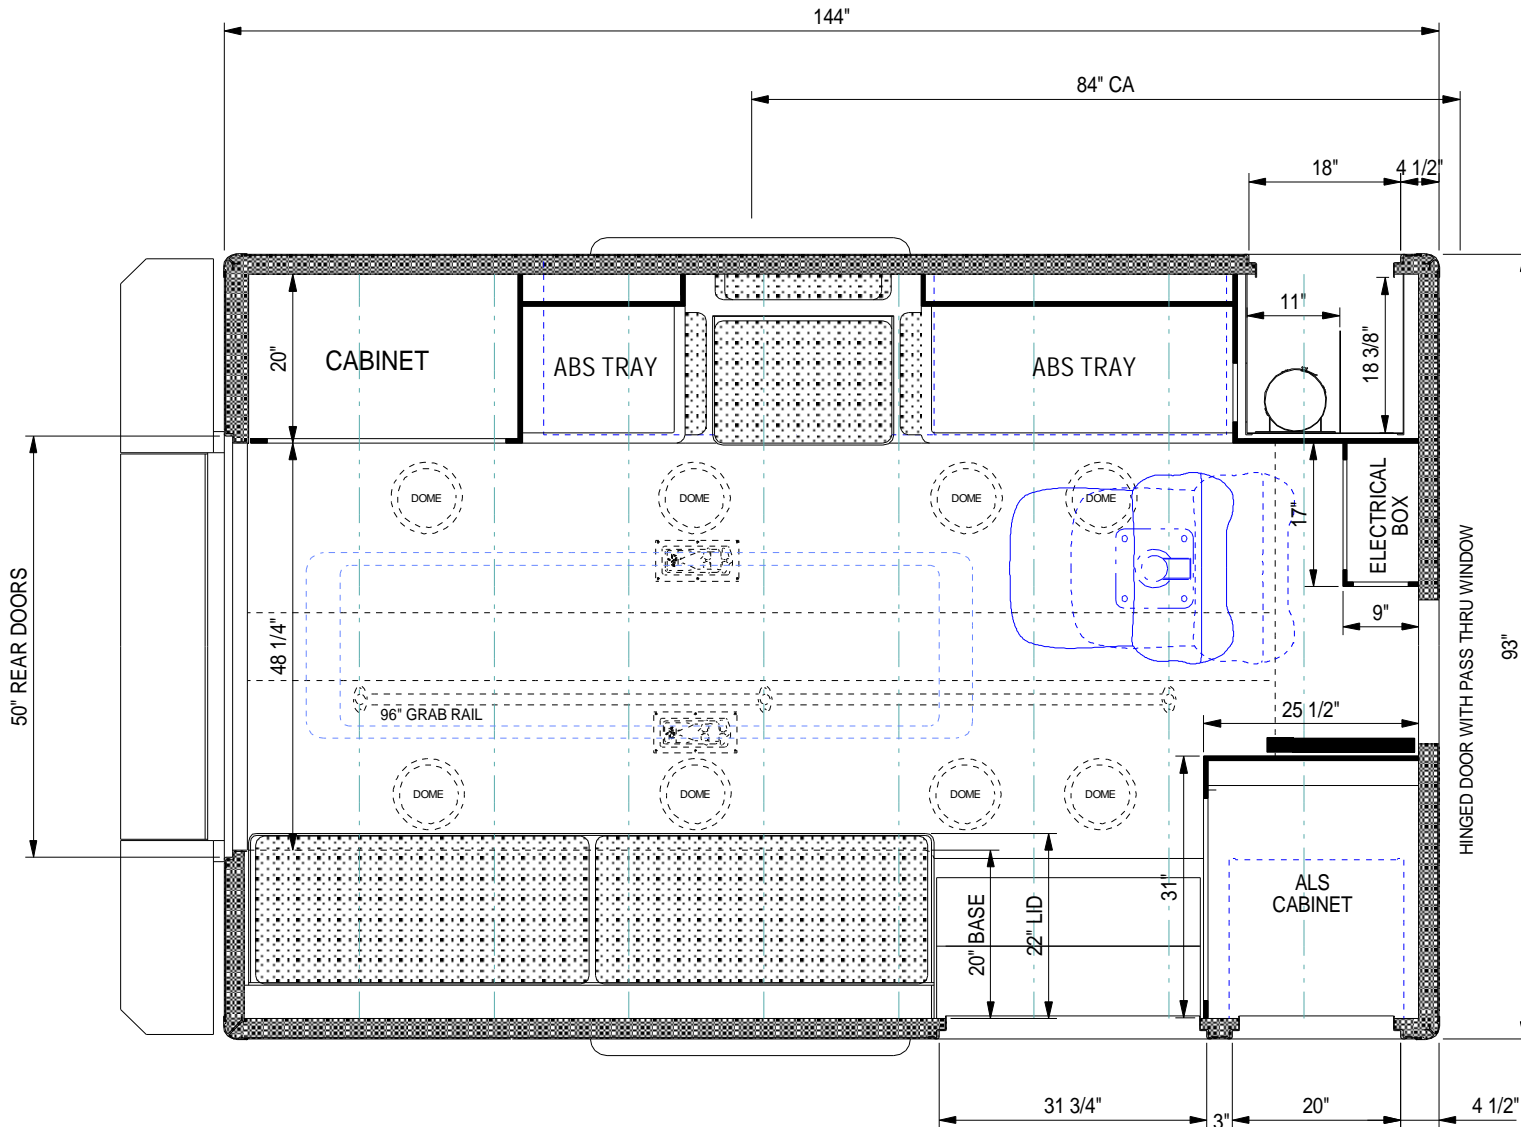 144"
84" CA
18"
4 1/2"
11"
18 3/8"
20"
CABINET
ABS TRAY
ABS TRAY
DOME
DOME
DOME
DOME
17"
ELECTRICAL
BOX
9"
50" REAR DOORS
48 1/4"
96" GRAB RAIL
25 1/2"
HINGED DOOR WITH PASS THRU WINDOW
93"
DOME
DOME
DOME
DOME
20" BASE
22" LID
31"
ALS
CABINET
31 3/4"
3"
20"
4 1/2"